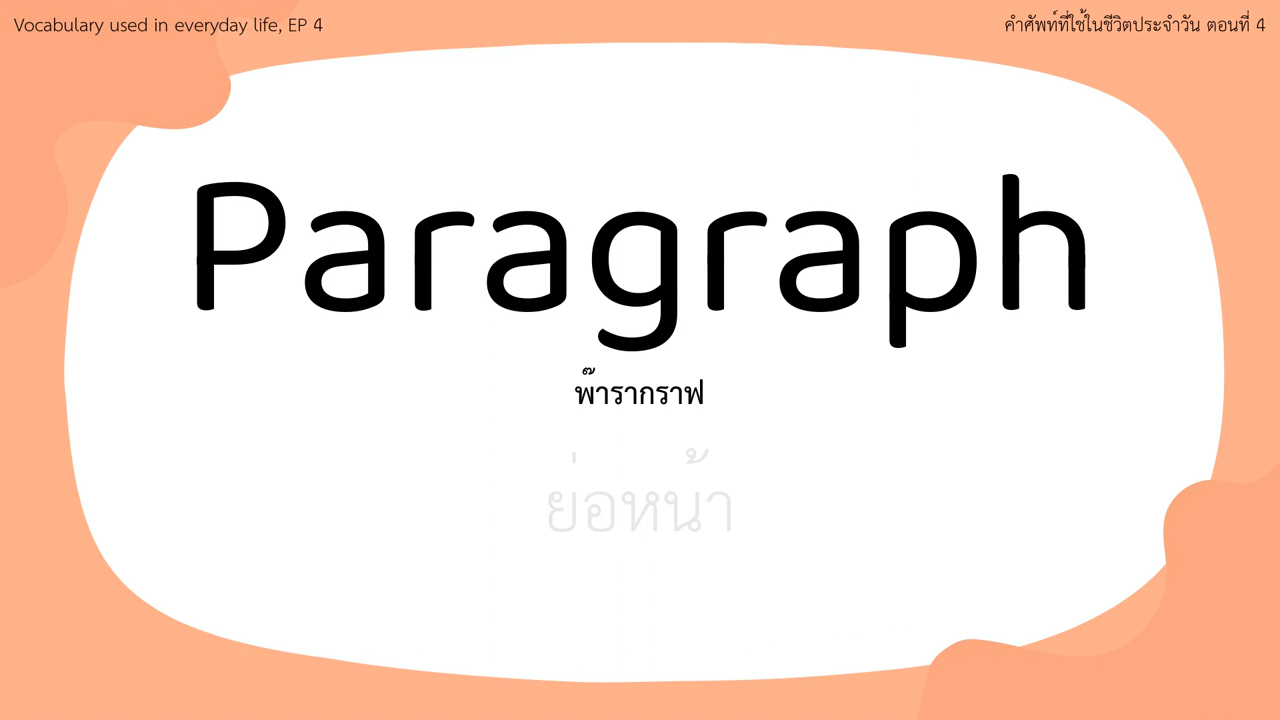 Vocabulary used in everyday life, EP 4
คำศัพท์ที่ใช้ในชีวิตประจำวัน ตอนที่ 4
Paragraph
พ๊ารากราฟ
ย่อหน้า